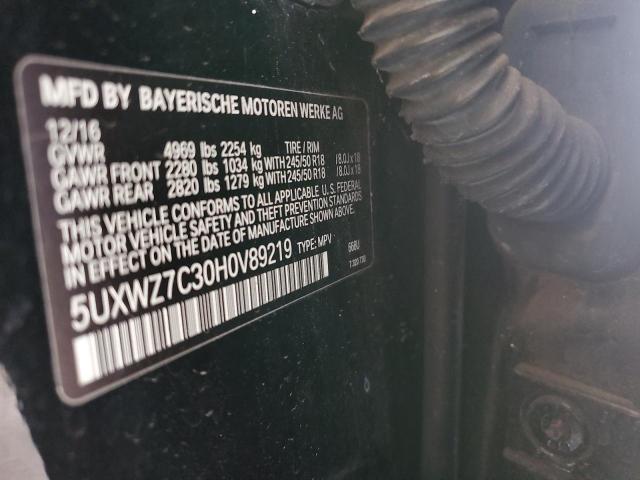 MFD BY BAYERISCHE MOTOREN WERKE AG
12/16
GVWR 4969 lbs 2254 kg TIRE / RIM
GAWR FRONT 2280 lbs 1034 kg WITH 245/50 R18 / 8.0J x 18
GAWR REAR 2820 lbs 1279 kg WITH 245/50 R18 / 8.0J x 18
THIS VEHICLE CONFORMS TO ALL APPLICABLE U.S. FEDERAL
MOTOR VEHICLE SAFETY AND THEFT PREVENTION STANDARDS
IN EFFECT ON THE DATE OF MANUFACTURE SHOWN ABOVE.
5UXWZ7C30H0V89219 TYPE: MPV 668U